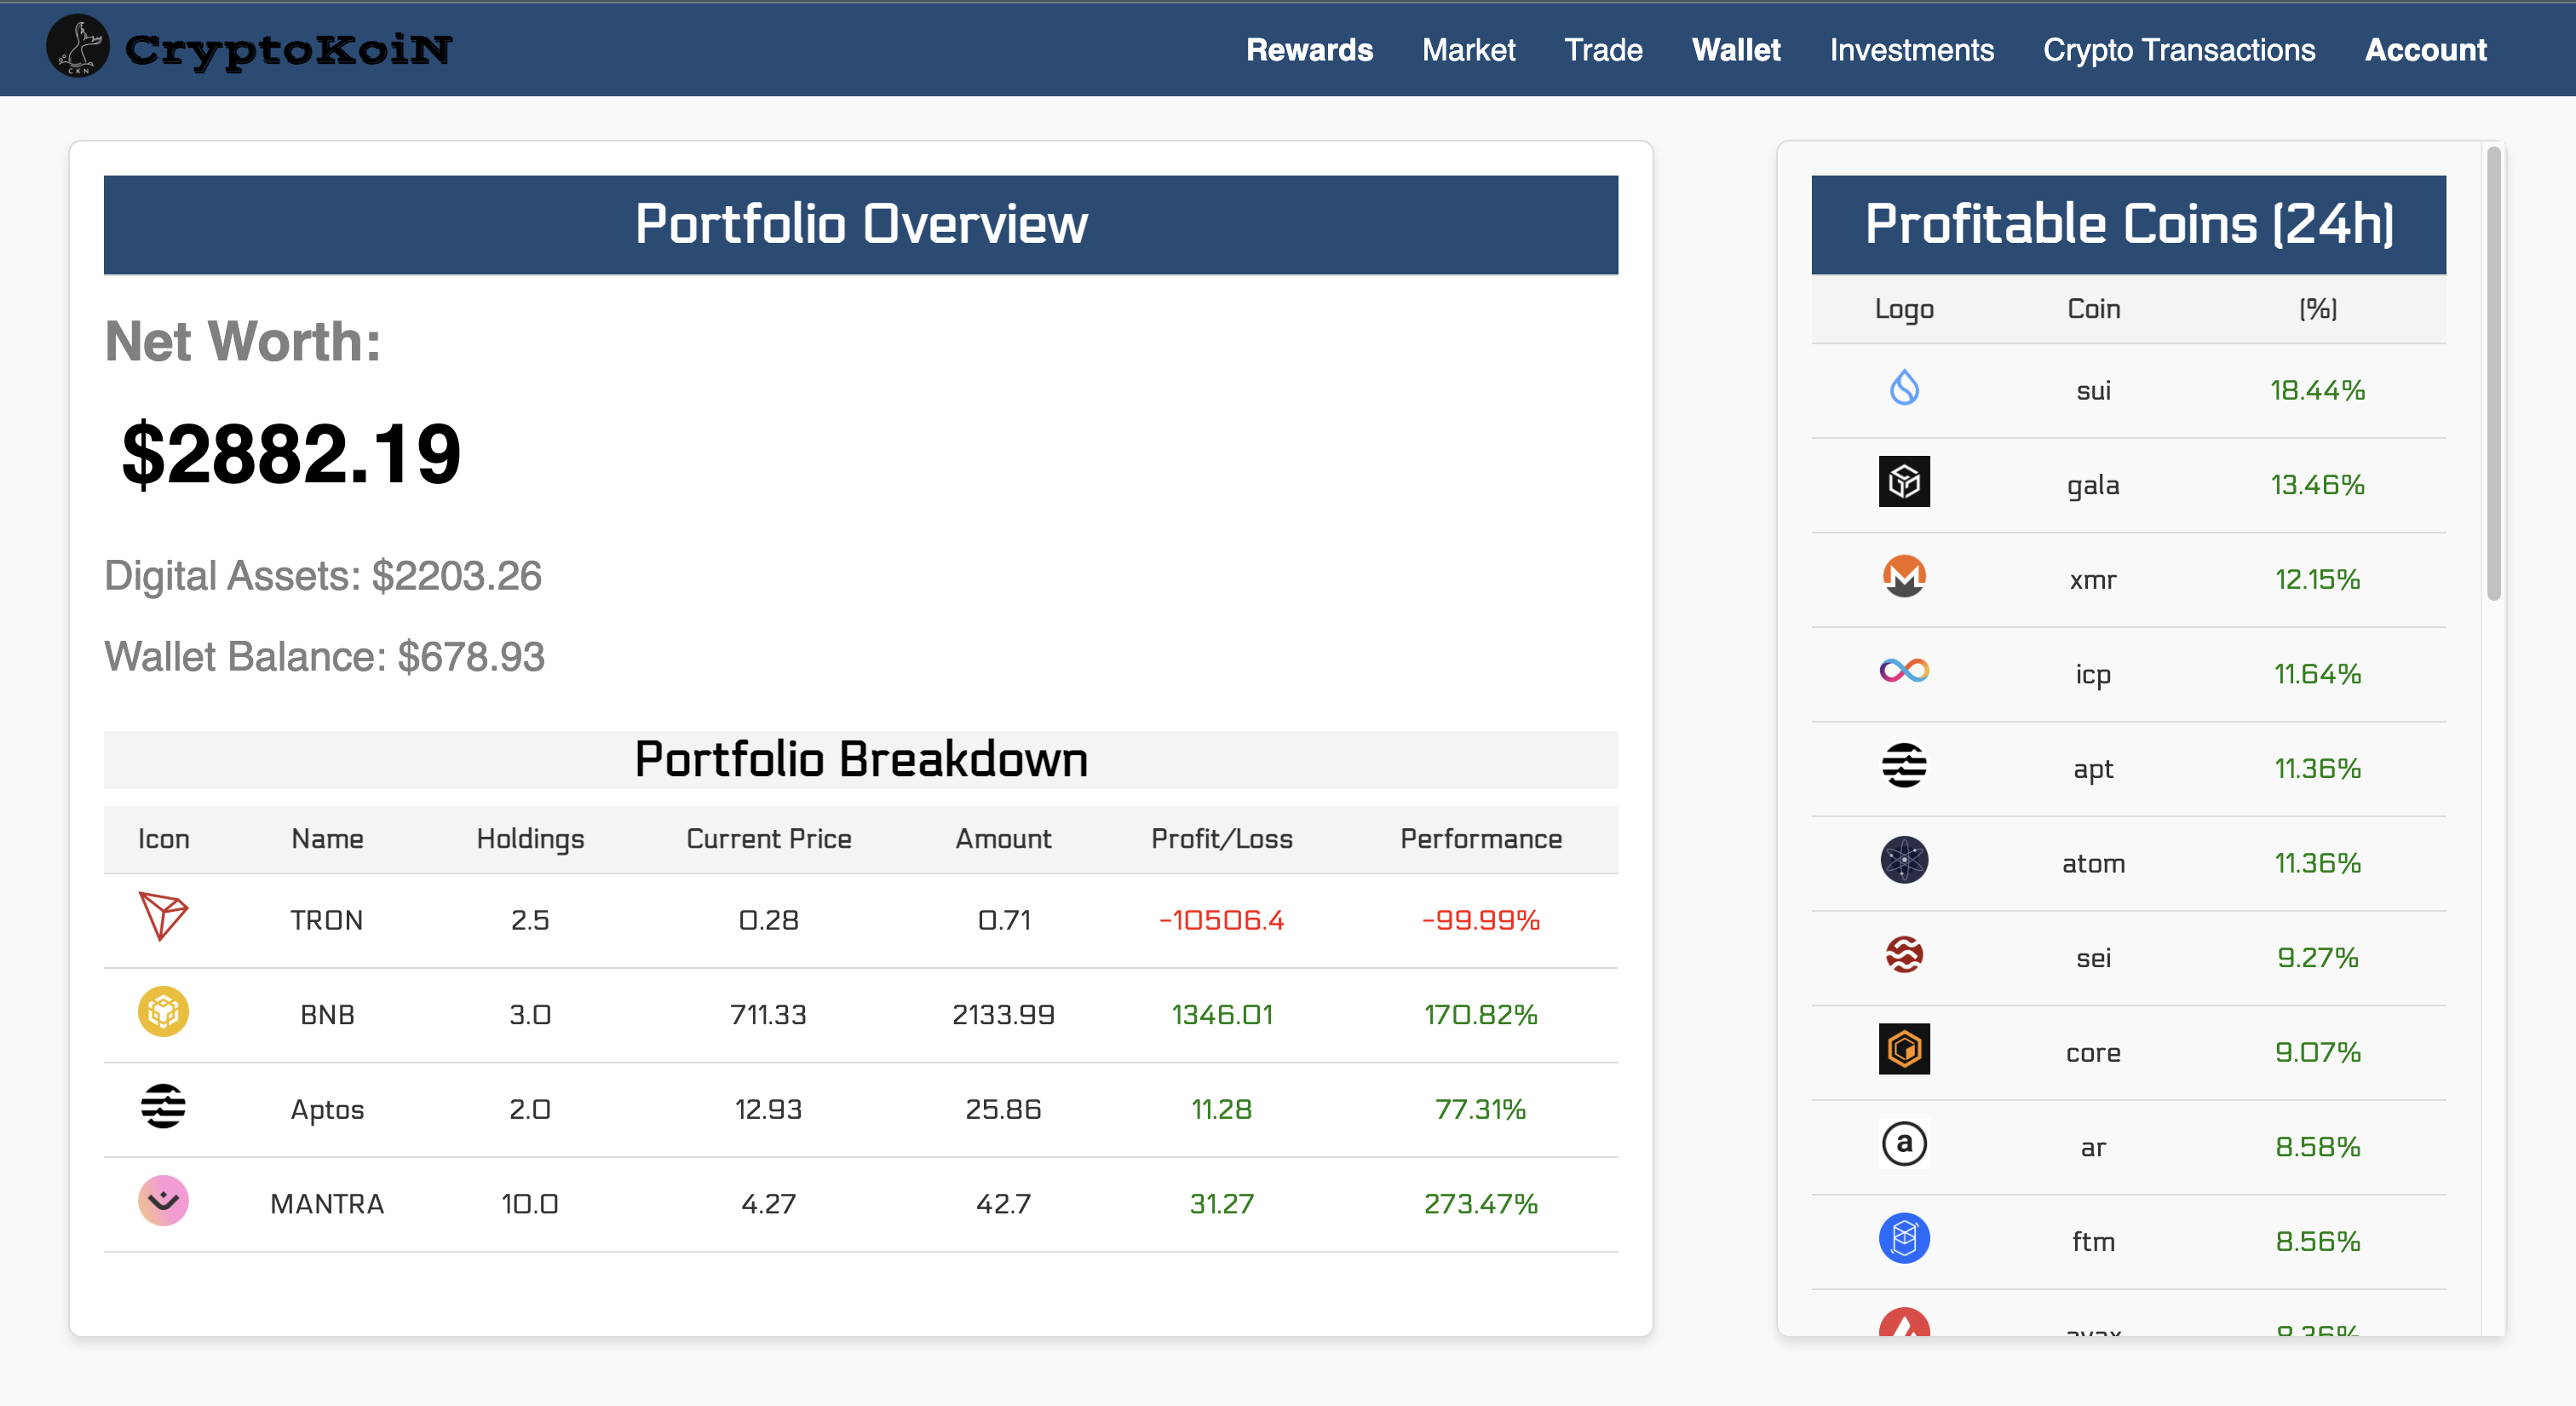 CKN
CryptoKoiN
Rewards Market Trade Wallet Investments Crypto Transactions Account
Portfolio Overview
Net Worth:
$2882.19
Digital Assets: $2203.26
Wallet Balance: $678.93
Portfolio Breakdown
Icon Name Holdings Current Price Amount Profit/Loss Performance
TRON 2.5 0.28 0.71 -10506.4 -99.99%
BNB 3.0 711.33 2133.99 1346.01 170.82%
Aptos 2.0 12.93 25.86 11.28 77.31%
MANTRA 10.0 4.27 42.7 31.27 273.47%
Profitable Coins (24h)
Logo Coin (%)
sui 18.44%
gala 13.46%
xmr 12.15%
icp 11.64%
apt 11.36%
atom 11.36%
sei 9.27%
core 9.07%
a ar 8.58%
ftm 8.56%